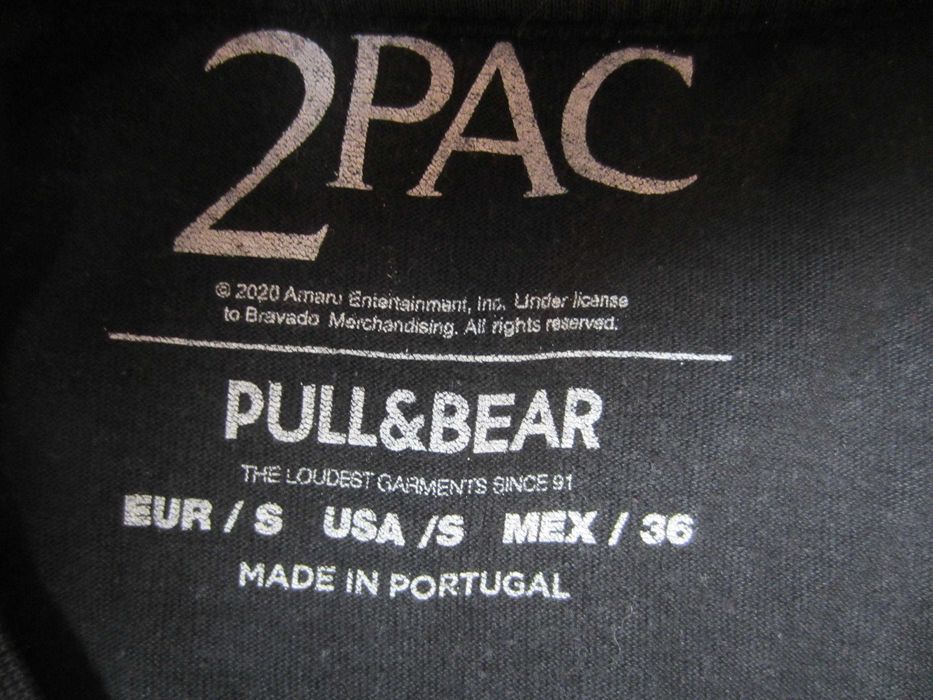 2PAC
© 2020 Amaru Entertainment, Inc. Under license
to Bravado Merchandising. All rights reserved.
PULL&BEAR
THE LOUDEST GARMENTS SINCE 91
EUR / S USA /S MEX / 36
MADE IN PORTUGAL